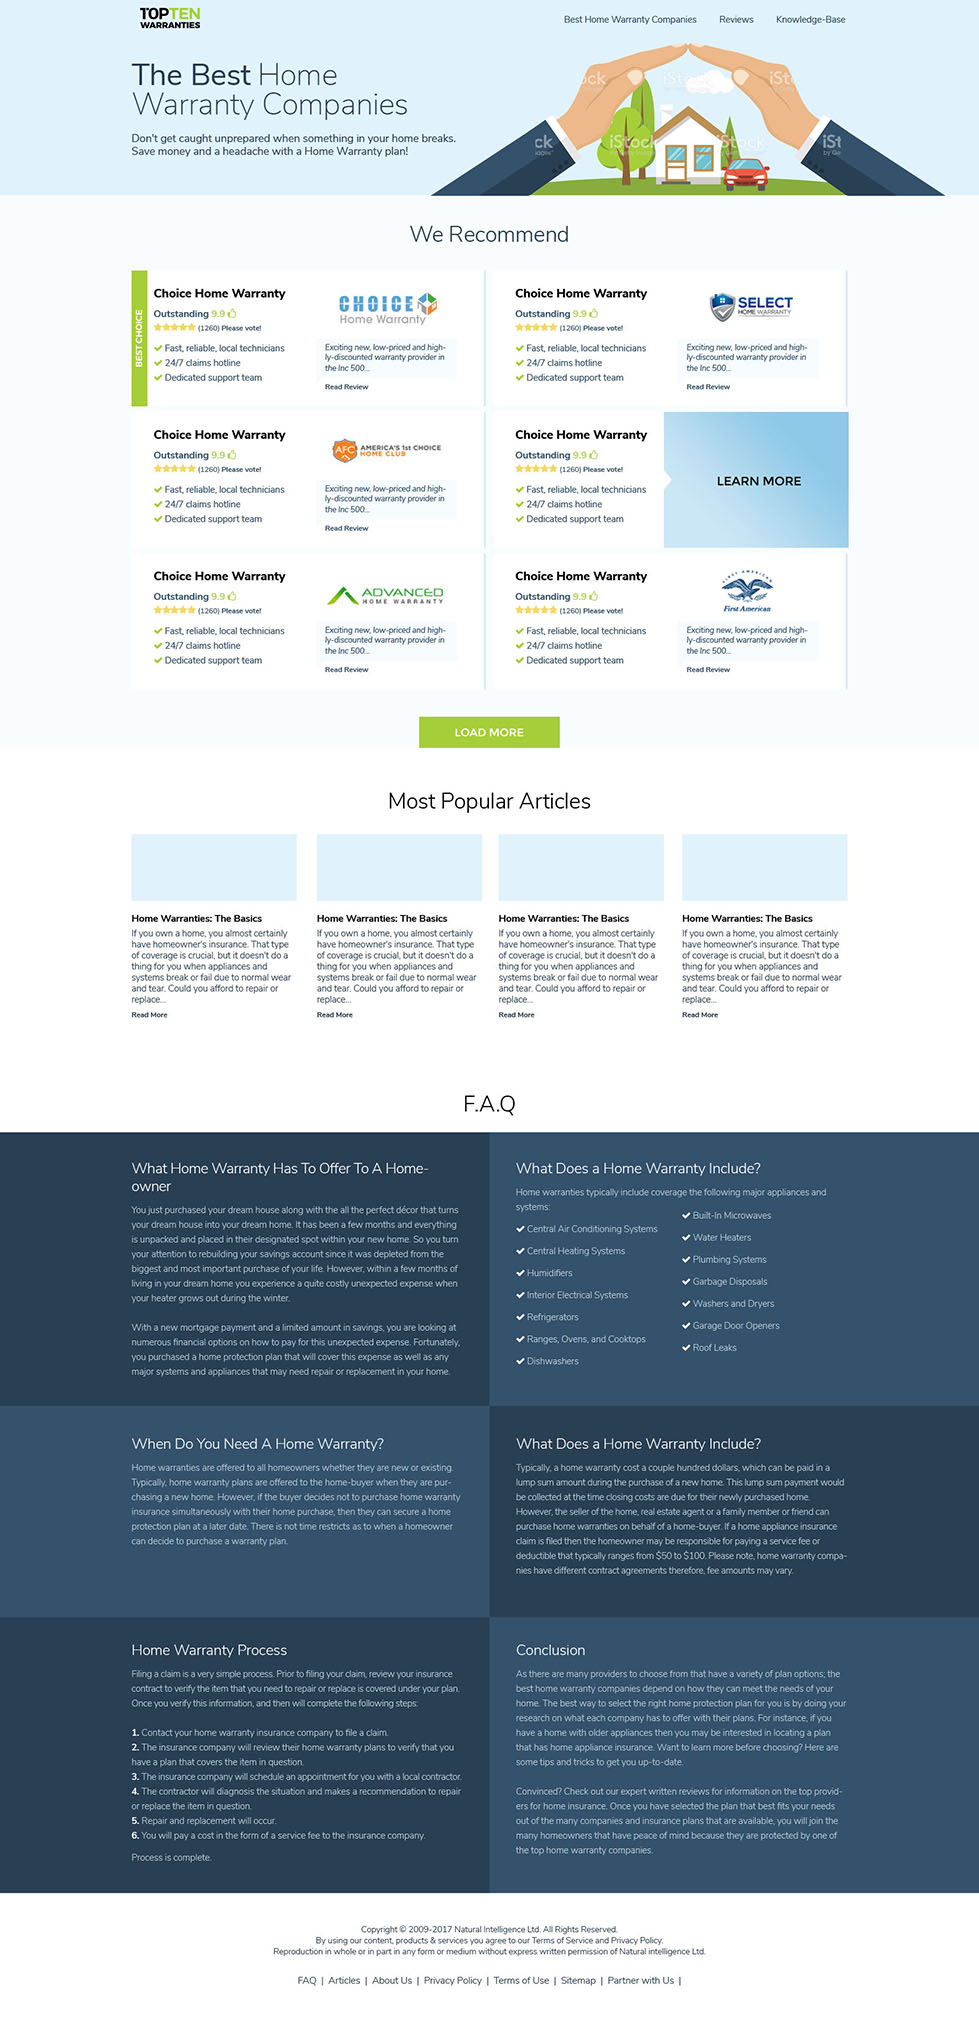 TOPTEN
WARRANTIES
Best Home Warranty Companies Reviews Knowledge-Base
The Best Home
Warranty Companies
Don't get caught unprepared when something in your home breaks.
Save money and a headache with a Home Warranty plan!
iStock
iStock
iStock
We Recommend
BEST CHOICE
Choice Home Warranty
Outstanding 9.9
(1260) Please vote!
Fast, reliable, local technicians
24/7 claims hotline
Dedicated support team
CHOICE
Home Warranty
Exciting new, low-priced and high-
ly-discounted warranty provider in
the Inc 500...
Read Review
Choice Home Warranty
Outstanding 9.9
(1260) Please vote!
Fast, reliable, local technicians
24/7 claims hotline
Dedicated support team
SELECT
HOME WARRANTY
Exciting new, low-priced and high-
ly-discounted warranty provider in
the Inc 500...
Read Review
Choice Home Warranty
Outstanding 9.9
(1260) Please vote!
Fast, reliable, local technicians
24/7 claims hotline
Dedicated support team
AFC
AMERICA'S 1st CHOICE
HOME CLUB
Exciting new, low-priced and high-
ly-discounted warranty provider in
the Inc 500...
Read Review
Choice Home Warranty
Outstanding 9.9
(1260) Please vote!
Fast, reliable, local technicians
24/7 claims hotline
Dedicated support team
LEARN MORE
Choice Home Warranty
Outstanding 9.9
(1260) Please vote!
Fast, reliable, local technicians
24/7 claims hotline
Dedicated support team
ADVANCED
HOME WARRANTY
Exciting new, low-priced and high-
ly-discounted warranty provider in
the Inc 500...
Read Review
Choice Home Warranty
Outstanding 9.9
(1260) Please vote!
Fast, reliable, local technicians
24/7 claims hotline
Dedicated support team
FIRST AMERICAN
First American
Exciting new, low-priced and high-
ly-discounted warranty provider in
the Inc 500...
Read Review
LOAD MORE
Most Popular Articles
Home Warranties: The Basics
If you own a home, you almost certainly
have homeowner's insurance. That type
of coverage is crucial, but it doesn't do a
thing for you when appliances and
systems break or fail due to normal wear
and tear. Could you afford to repair or
replace...
Read More
Home Warranties: The Basics
If you own a home, you almost certainly
have homeowner's insurance. That type
of coverage is crucial, but it doesn't do a
thing for you when appliances and
systems break or fail due to normal wear
and tear. Could you afford to repair or
replace...
Read More
Home Warranties: The Basics
If you own a home, you almost certainly
have homeowner's insurance. That type
of coverage is crucial, but it doesn't do a
thing for you when appliances and
systems break or fail due to normal wear
and tear. Could you afford to repair or
replace...
Read More
Home Warranties: The Basics
If you own a home, you almost certainly
have homeowner's insurance. That type
of coverage is crucial, but it doesn't do a
thing for you when appliances and
systems break or fail due to normal wear
and tear. Could you afford to repair or
replace...
Read More
F.A.Q
What Home Warranty Has To Offer To A Home-
owner
You just purchased your dream house along with the all the perfect décor that turns
your dream house into your dream home. It has been a few months and everything
is unpacked and placed in their designated spot within your new home. So you turn
your attention to rebuilding your savings account since it was depleted from the
biggest and most important purchase of your life. However, within a few months of
living in your dream home you experience a quite costly unexpected expense when
your heater grows out during the winter.
With a new mortgage payment and a limited amount in savings, you are looking at
numerous financial options on how to pay for this unexpected expense. Fortunately,
you purchased a home protection plan that will cover this expense as well as any
major systems and appliances that may need repair or replacement in your home.
What Does a Home Warranty Include?
Home warranties typically include coverage the following major appliances and
systems:
Central Air Conditioning Systems
Central Heating Systems
Humidifiers
Interior Electrical Systems
Refrigerators
Ranges, Ovens, and Cooktops
Dishwashers
Built-In Microwaves
Water Heaters
Plumbing Systems
Garbage Disposals
Washers and Dryers
Garage Door Openers
Roof Leaks
When Do You Need A Home Warranty?
Home warranties are offered to all homeowners whether they are new or existing.
Typically, home warranty plans are offered to the home-buyer when they are pur-
chasing a new home. However, if the buyer decides not to purchase home warranty
insurance simultaneously with their home purchase, then they can secure a home
protection plan at a later date. There is not time restricts as to when a homeowner
can decide to purchase a warranty plan.
What Does a Home Warranty Include?
Typically, a home warranty cost a couple hundred dollars, which can be paid in a
lump sum amount during the purchase of a new home. This lump sum payment would
be collected at the time closing costs are due for their newly purchased home.
However, the seller of the home, real estate agent or a family member or friend can
purchase home warranties on behalf of a home-buyer. If a home appliance insurance
claim is filed then the homeowner may be responsible for paying a service fee or
deductible that typically ranges from $50 to $100. Please note, home warranty compa-
nies have different contract agreements therefore, fee amounts may vary.
Home Warranty Process
Filing a claim is a very simple process. Prior to filing your claim, review your insurance
contract to verify the item that you need to repair or replace is covered under your plan.
Once you verify this information, and then will complete the following steps:
1. Contact your home warranty insurance company to file a claim.
2. The insurance company will review their home warranty plans to verify that you
have a plan that covers the item in question.
3. The insurance company will schedule an appointment for you with a local contractor.
4. The contractor will diagnosis the situation and makes a recommendation to repair
or replace the item in question.
5. Repair and replacement will occur.
6. You will pay a cost in the form of a service fee to the insurance company.
Process is complete.
Conclusion
As there are many providers to choose from that have a variety of plan options; the
best home warranty companies depend on how they can meet the needs of your
home. The best way to select the right home protection plan for you is by doing your
research on what each company has to offer with their plans. For instance, if you
have a home with older appliances then you may be interested in locating a plan
that has home appliance insurance. Want to learn more before choosing? Here are
some tips and tricks to get you up-to-date.
Convinced? Check out our expert written reviews for information on the top provid-
ers for home insurance. Once you have selected the plan that best fits your needs
out of the many companies and insurance plans that are available, you will join the
many homeowners that have peace of mind because they are protected by one of
the top home warranty companies.
Copyright © 2009-2017 Natural Intelligence Ltd. All Rights Reserved.
By using our content, products & services you agree to our Terms of Service and Privacy Policy.
Reproduction in whole or in part in any form or medium without express written permission of Natural intelligence Ltd.
FAQ | Articles | About Us | Privacy Policy | Terms of Use | Sitemap | Partner with Us |